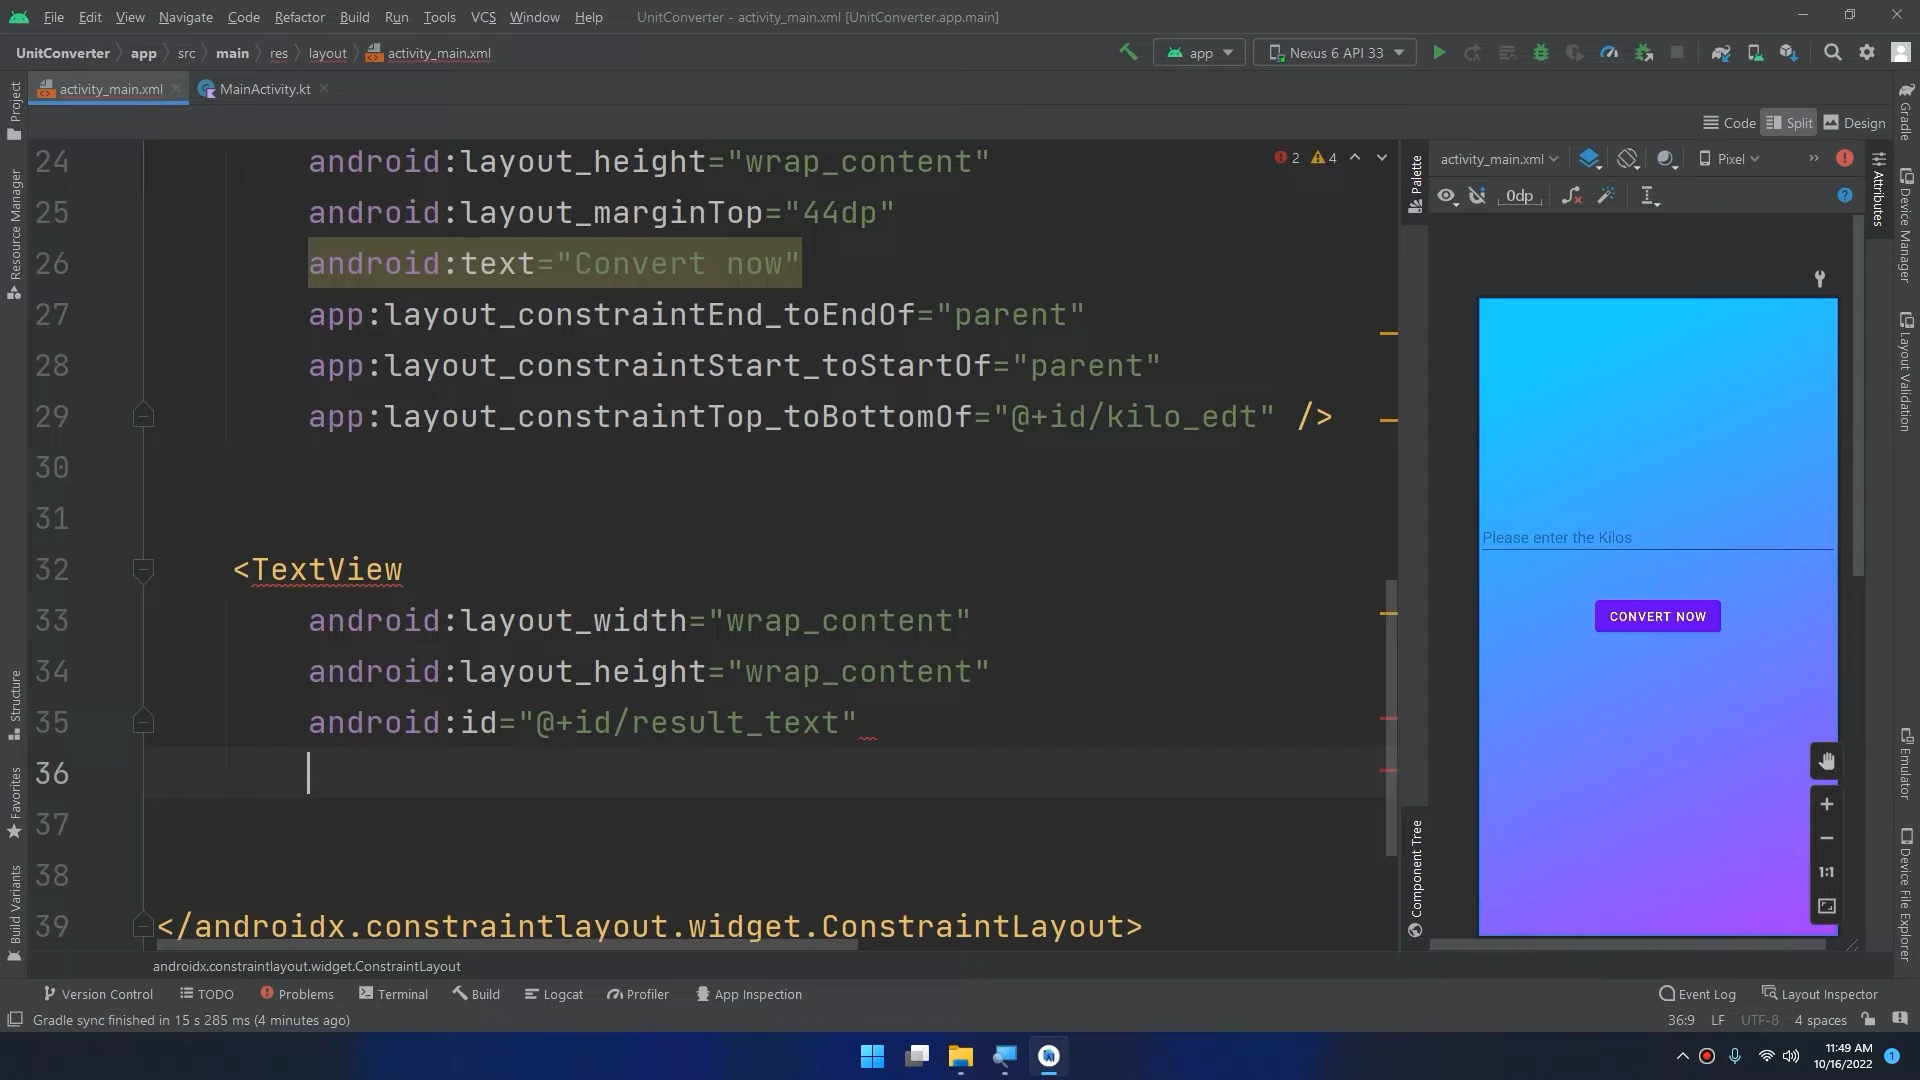 File Edit View Navigate Code Refactor Build Run Tools VCS Window Help UnitConverter - activity_main.xml [UnitConverter.app.main]
UnitConverter app src main res layout activity_main.xml app Nexus 6 API 33
activity_main.xml MainActivity.kt
Code Split Design
Project
Resource Manager
Structure
Favorites
Build Variants
24 android:layout_height="wrap_content"
2 4
25 android:layout_marginTop="44dp"
26 android:text="Convert now"
27 app:layout_constraintEnd_toEndOf="parent"
28 app:layout_constraintStart_toStartOf="parent"
29 app:layout_constraintTop_toBottomOf="@+id/kilo_edt" />
30
31
32 <TextView
33 android:layout_width="wrap_content"
34 android:layout_height="wrap_content"
35 android:id="@+id/result_text"
36
37
38
39 </androidx.constraintlayout.widget.ConstraintLayout>
androidx.constraintlayout.widget.ConstraintLayout
Palette
Component Tree
activity_main.xml Pixel
0dp
Please enter the Kilos
CONVERT NOW
1:1
Attributes
Gradle
Device Manager
Layout Validation
Emulator
Device File Explorer
Version Control TODO Problems Terminal Build Logcat Profiler App Inspection Event Log Layout Inspector
Gradle sync finished in 15 s 285 ms (4 minutes ago) 36:9 LF UTF-8 4 spaces
11:49 AM
10/16/2022
1